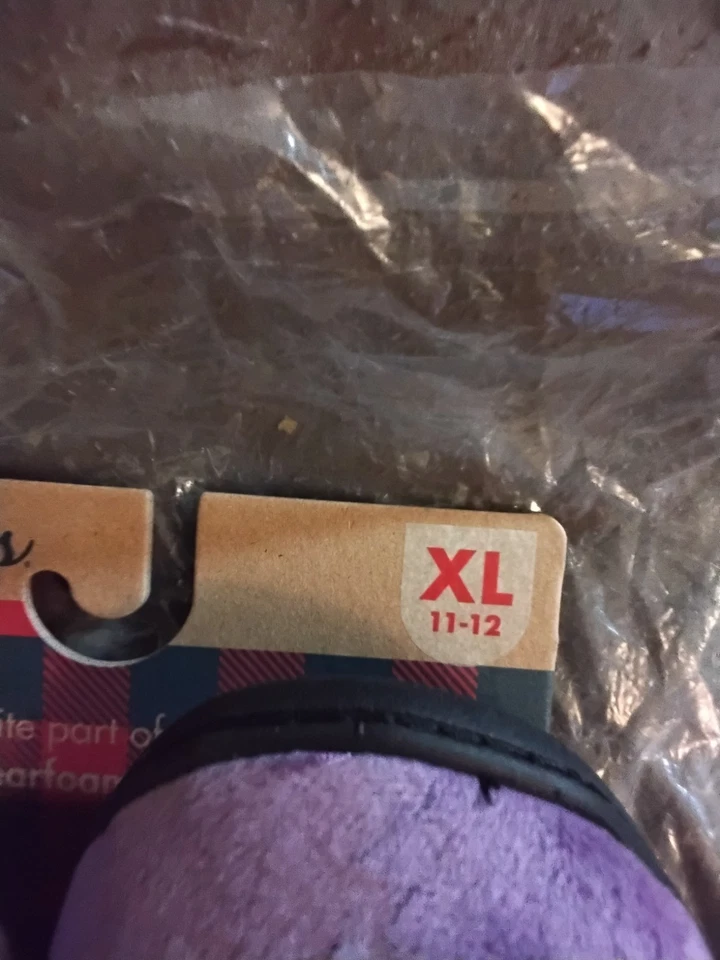 s.
XL
11-12
ite part of
earfoam